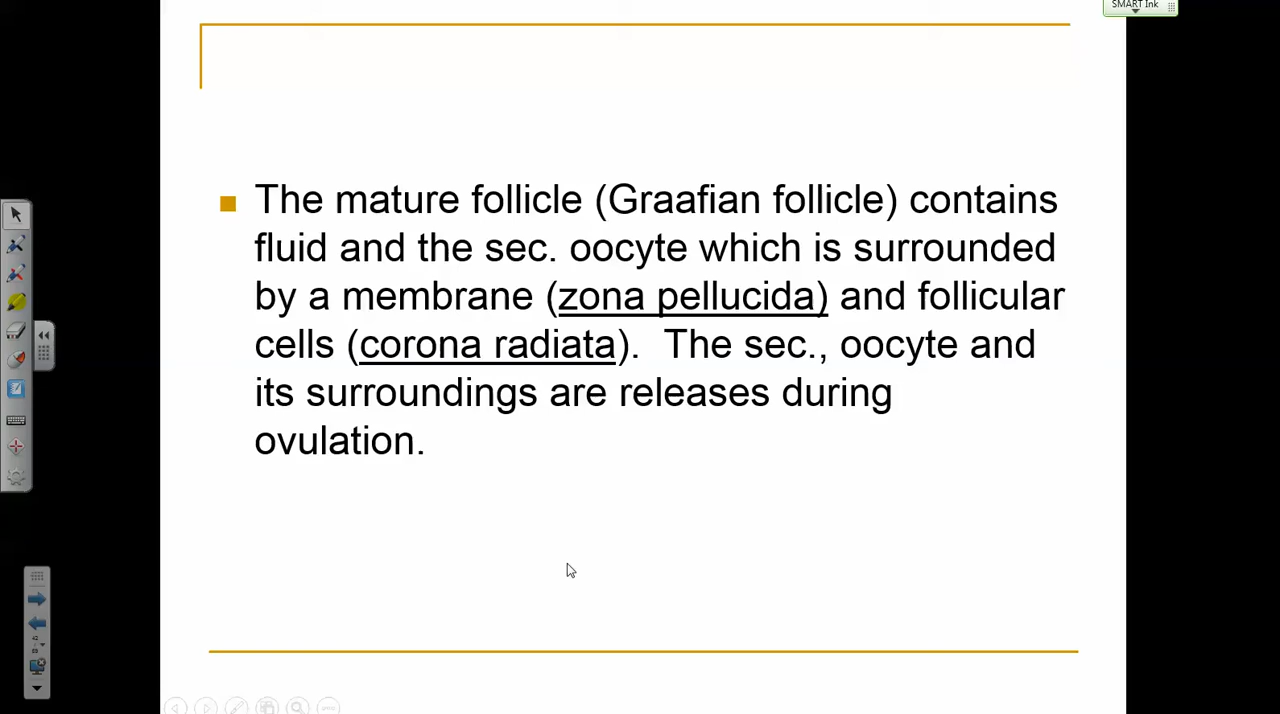 SMART Ink
The mature follicle (Graafian follicle) contains
fluid and the sec. oocyte which is surrounded
by a membrane (zona pellucida) and follicular
cells (corona radiata).  The sec., oocyte and
its surroundings are releases during
ovulation.